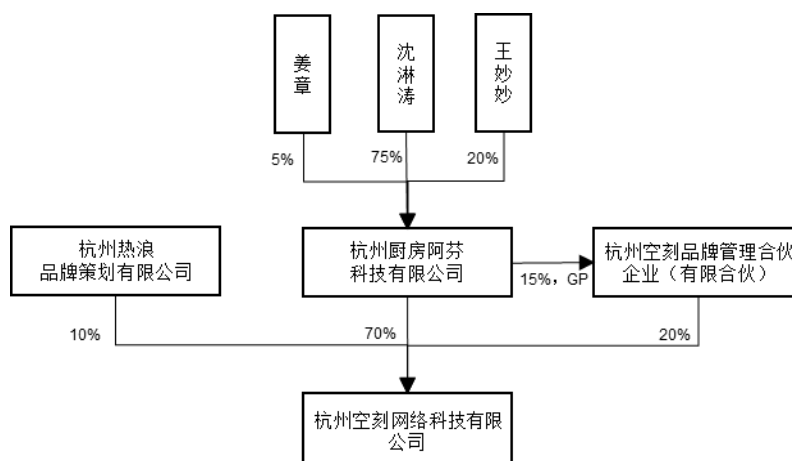 姜章
沈淋涛
王妙妙
5%
75%
20%
杭州热浪
品牌策划有限公司
杭州厨房阿芬
科技有限公司
15%，GP
杭州空刻品牌管理合伙
企业（有限合伙）
10%
70%
20%
杭州空刻网络科技有限
公司